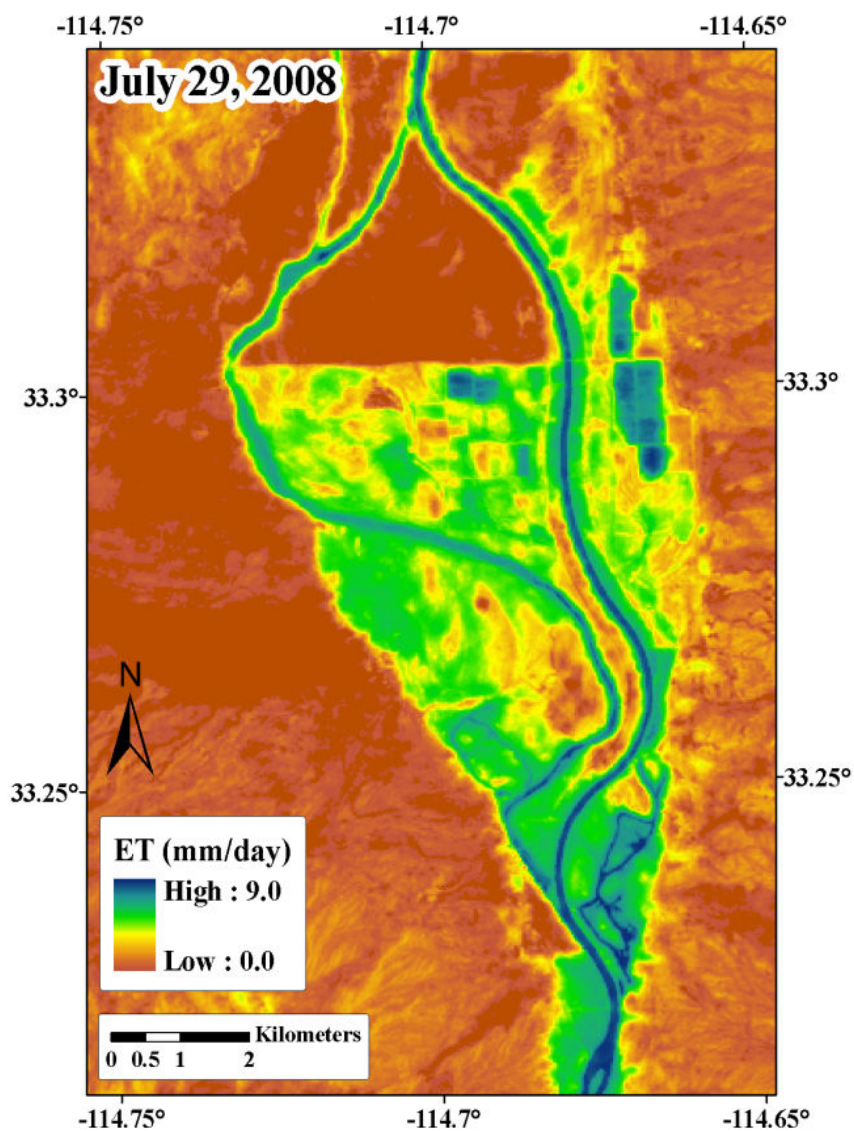 -114.75° -114.7° -114.65°
July 29, 2008
33.3° 33.3°
N
33.25° 33.25°
ET (mm/day)
High : 9.0
Low : 0.0
Kilometers
0 0.5 1 2
-114.75° -114.7° -114.65°